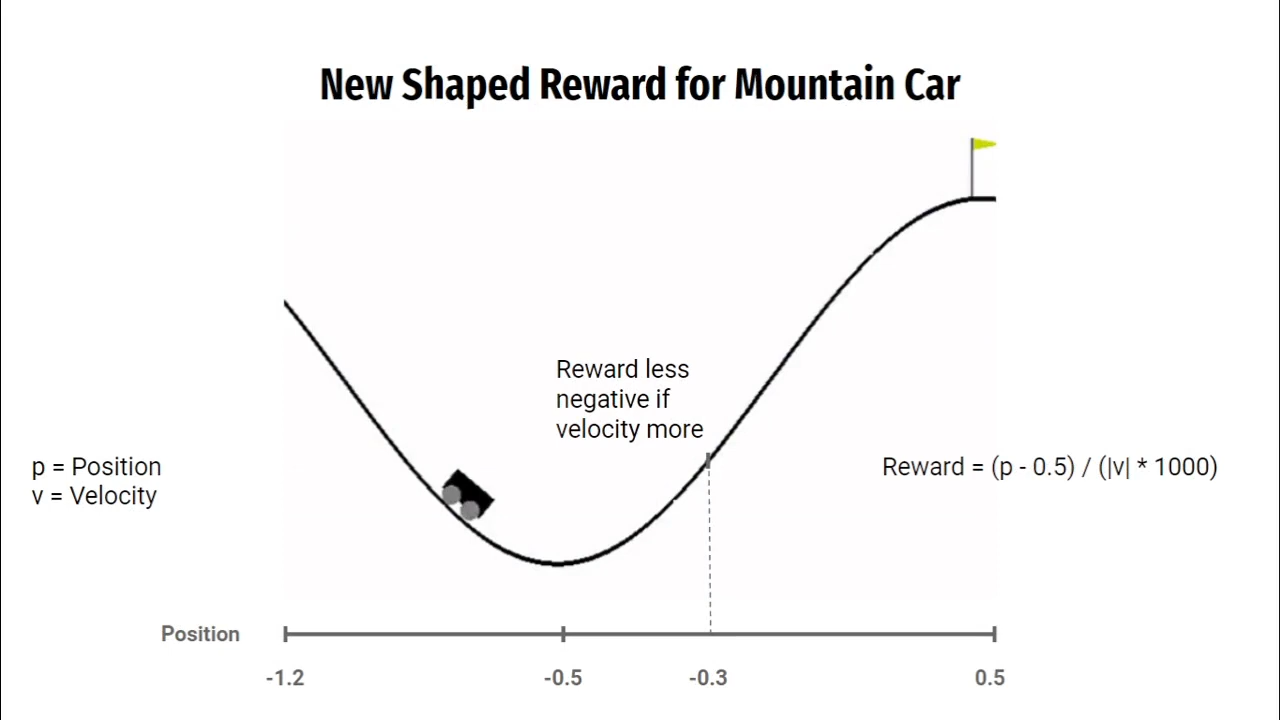 New Shaped Reward for Mountain Car
Reward less
negative if
velocity more
p = Position
v = Velocity
Reward = (p - 0.5) / (|v| * 1000)
Position
-1.2
-0.5
-0.3
0.5